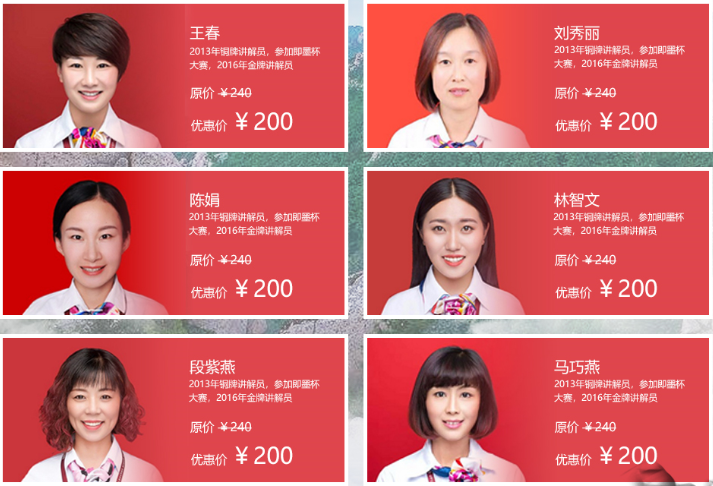 王春
2013年铜牌讲解员，参加即墨杯
大赛，2016年金牌讲解员
原价 ￥240
优惠价 ￥200
刘秀丽
2013年铜牌讲解员，参加即墨杯
大赛，2016年金牌讲解员
原价 ￥240
优惠价 ￥200
陈娟
2013年铜牌讲解员，参加即墨杯
大赛，2016年金牌讲解员
原价 ￥240
优惠价 ￥200
林智文
2013年铜牌讲解员，参加即墨杯
大赛，2016年金牌讲解员
原价 ￥240
优惠价 ￥200
段紫燕
2013年铜牌讲解员，参加即墨杯
大赛，2016年金牌讲解员
原价 ￥240
优惠价 ￥200
马巧燕
2013年铜牌讲解员，参加即墨杯
大赛，2016年金牌讲解员
原价 ￥240
优惠价 ￥200